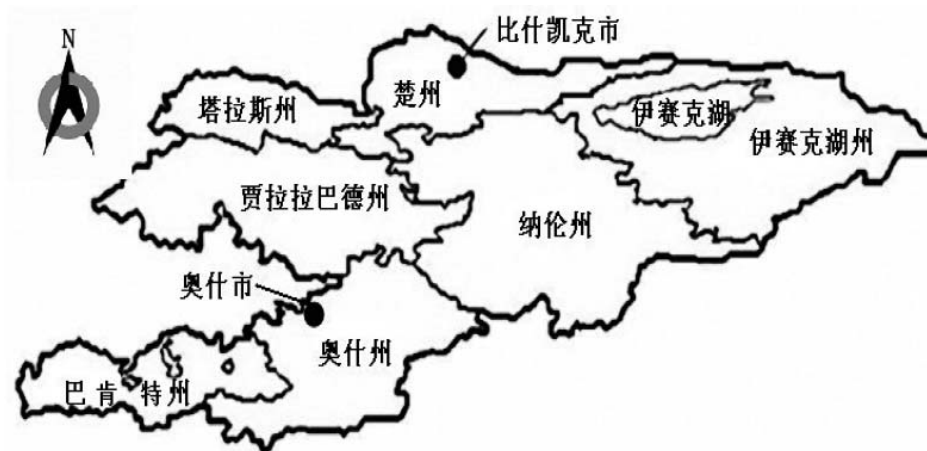 N
比什凯克市
楚州
塔拉斯州
伊赛克湖
伊赛克湖州
贾拉拉巴德州
纳伦州
奥什市
奥什州
巴肯特州